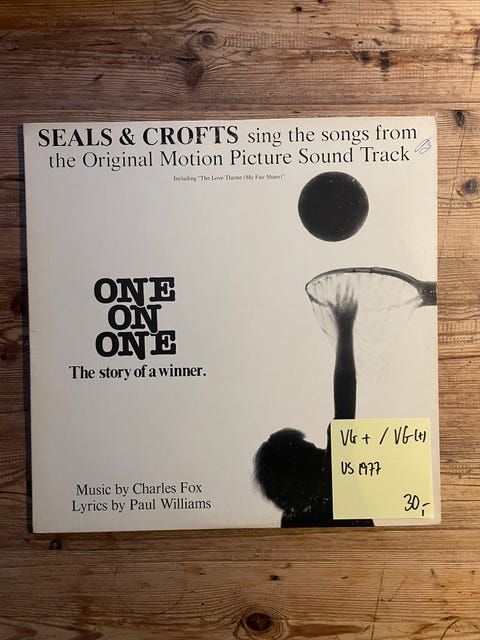 SEALS & CROFTS sing the songs from
the Original Motion Picture Sound Track
Including "The Love Theme (My Fair Share)"
ONE
ON
ONE
The story of a winner.
Music by Charles Fox
Lyrics by Paul Williams
VG + / VG(+)
US 1977
30,-